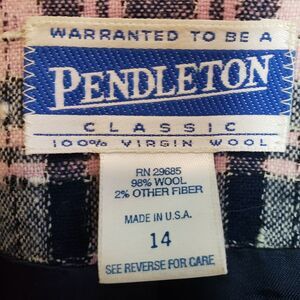 WARRANTED TO BE A
PENDLETON
CLASSIC
100% VIRGIN WOOL
RN 29685
98% WOOL
2% OTHER FIBER
MADE IN U.S.A.
14
SEE REVERSE FOR CARE